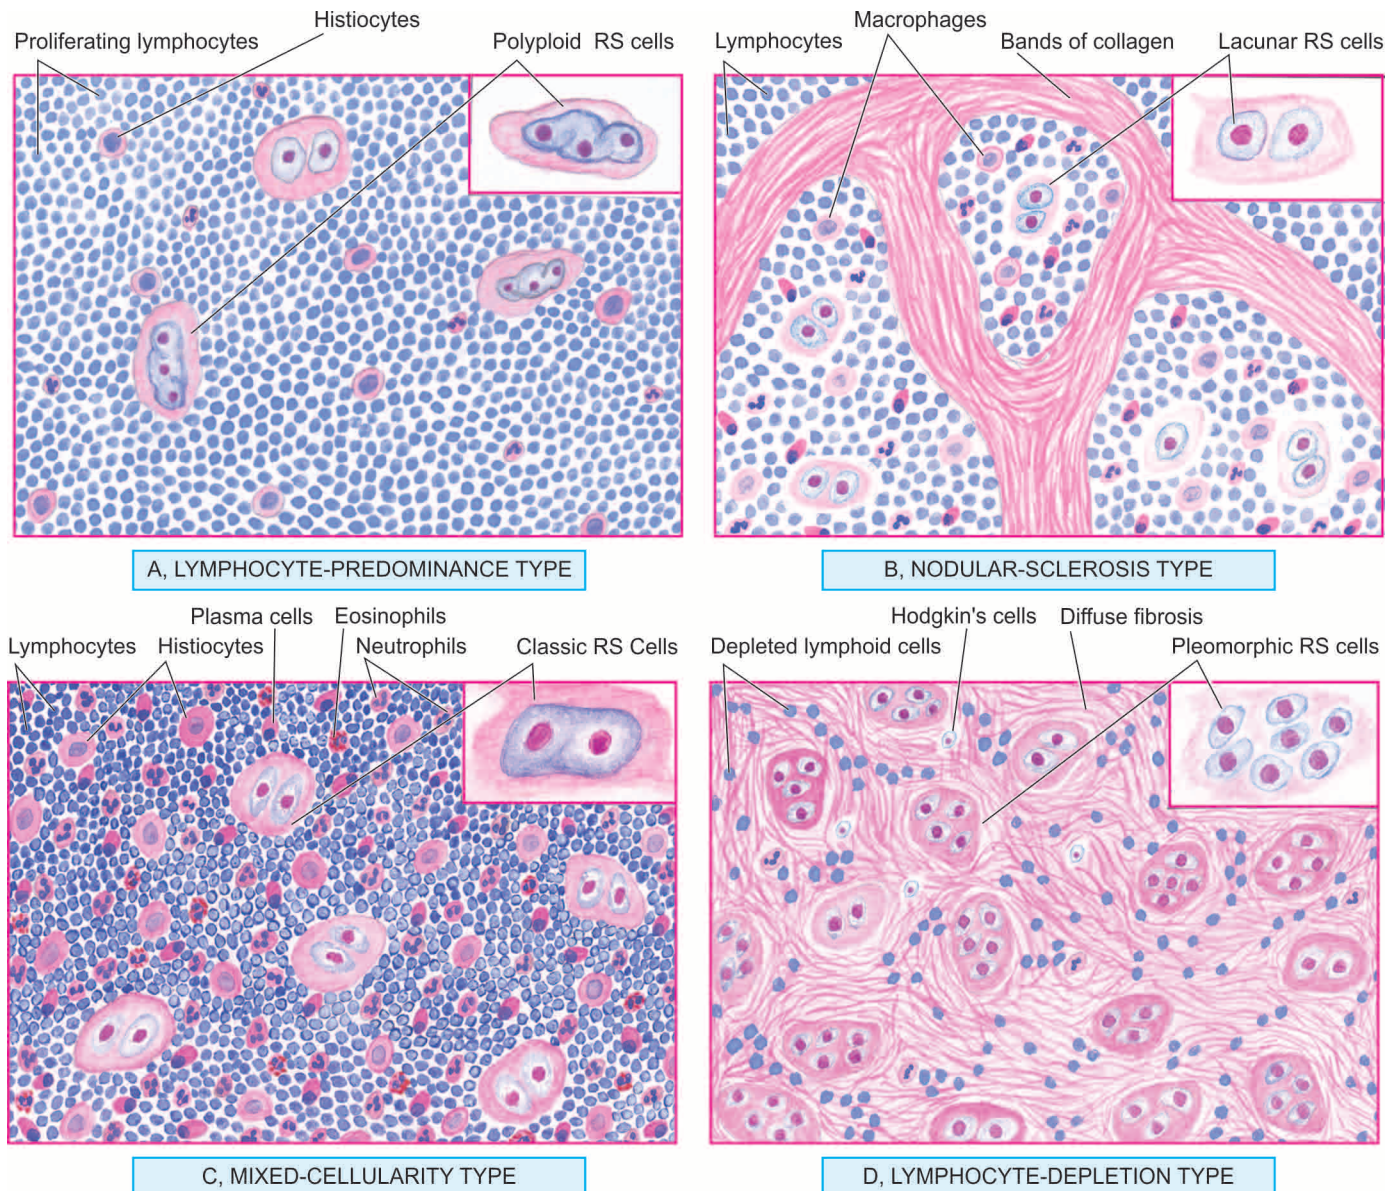 Histiocytes
Proliferating lymphocytes
Polyploid RS cells
A, LYMPHOCYTE-PREDOMINANCE TYPE
Macrophages
Lymphocytes
Bands of collagen
Lacunar RS cells
B, NODULAR-SCLEROSIS TYPE
Plasma cells
Eosinophils
Lymphocytes
Histiocytes
Neutrophils
Classic RS Cells
C, MIXED-CELLULARITY TYPE
Hodgkin's cells
Diffuse fibrosis
Depleted lymphoid cells
Pleomorphic RS cells
D, LYMPHOCYTE-DEPLETION TYPE